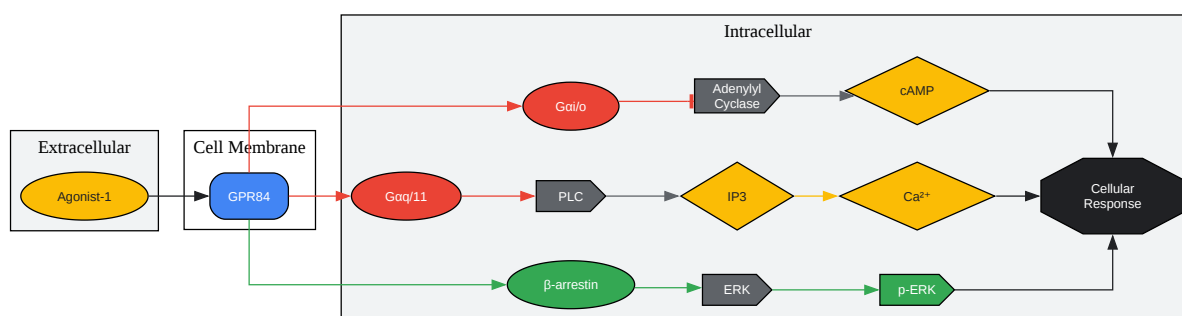 Intracellular
Extracellular
Cell Membrane
Agonist-1
GPR84
Gαi/o
Adenylyl
Cyclase
cAMP
Gαq/11
PLC
IP3
Ca²⁺
Cellular
Response
β-arrestin
ERK
p-ERK